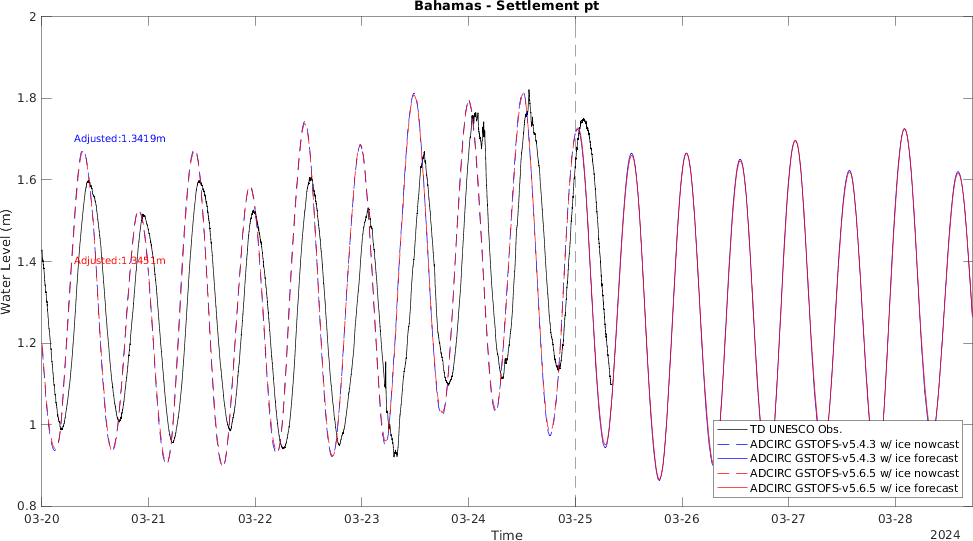 Bahamas - Settlement pt
2
1.8
1.6
1.4
1.2
1
0.8
Water Level (m)
Adjusted:1.3419m
Adjusted:1.3451m
TD UNESCO Obs.
ADCIRC GSTOFS-v5.4.3 w/ ice nowcast
ADCIRC GSTOFS-v5.4.3 w/ ice forecast
ADCIRC GSTOFS-v5.6.5 w/ ice nowcast
ADCIRC GSTOFS-v5.6.5 w/ ice forecast
03-20 03-21 03-22 03-23 03-24 03-25 03-26 03-27 03-28
Time
2024